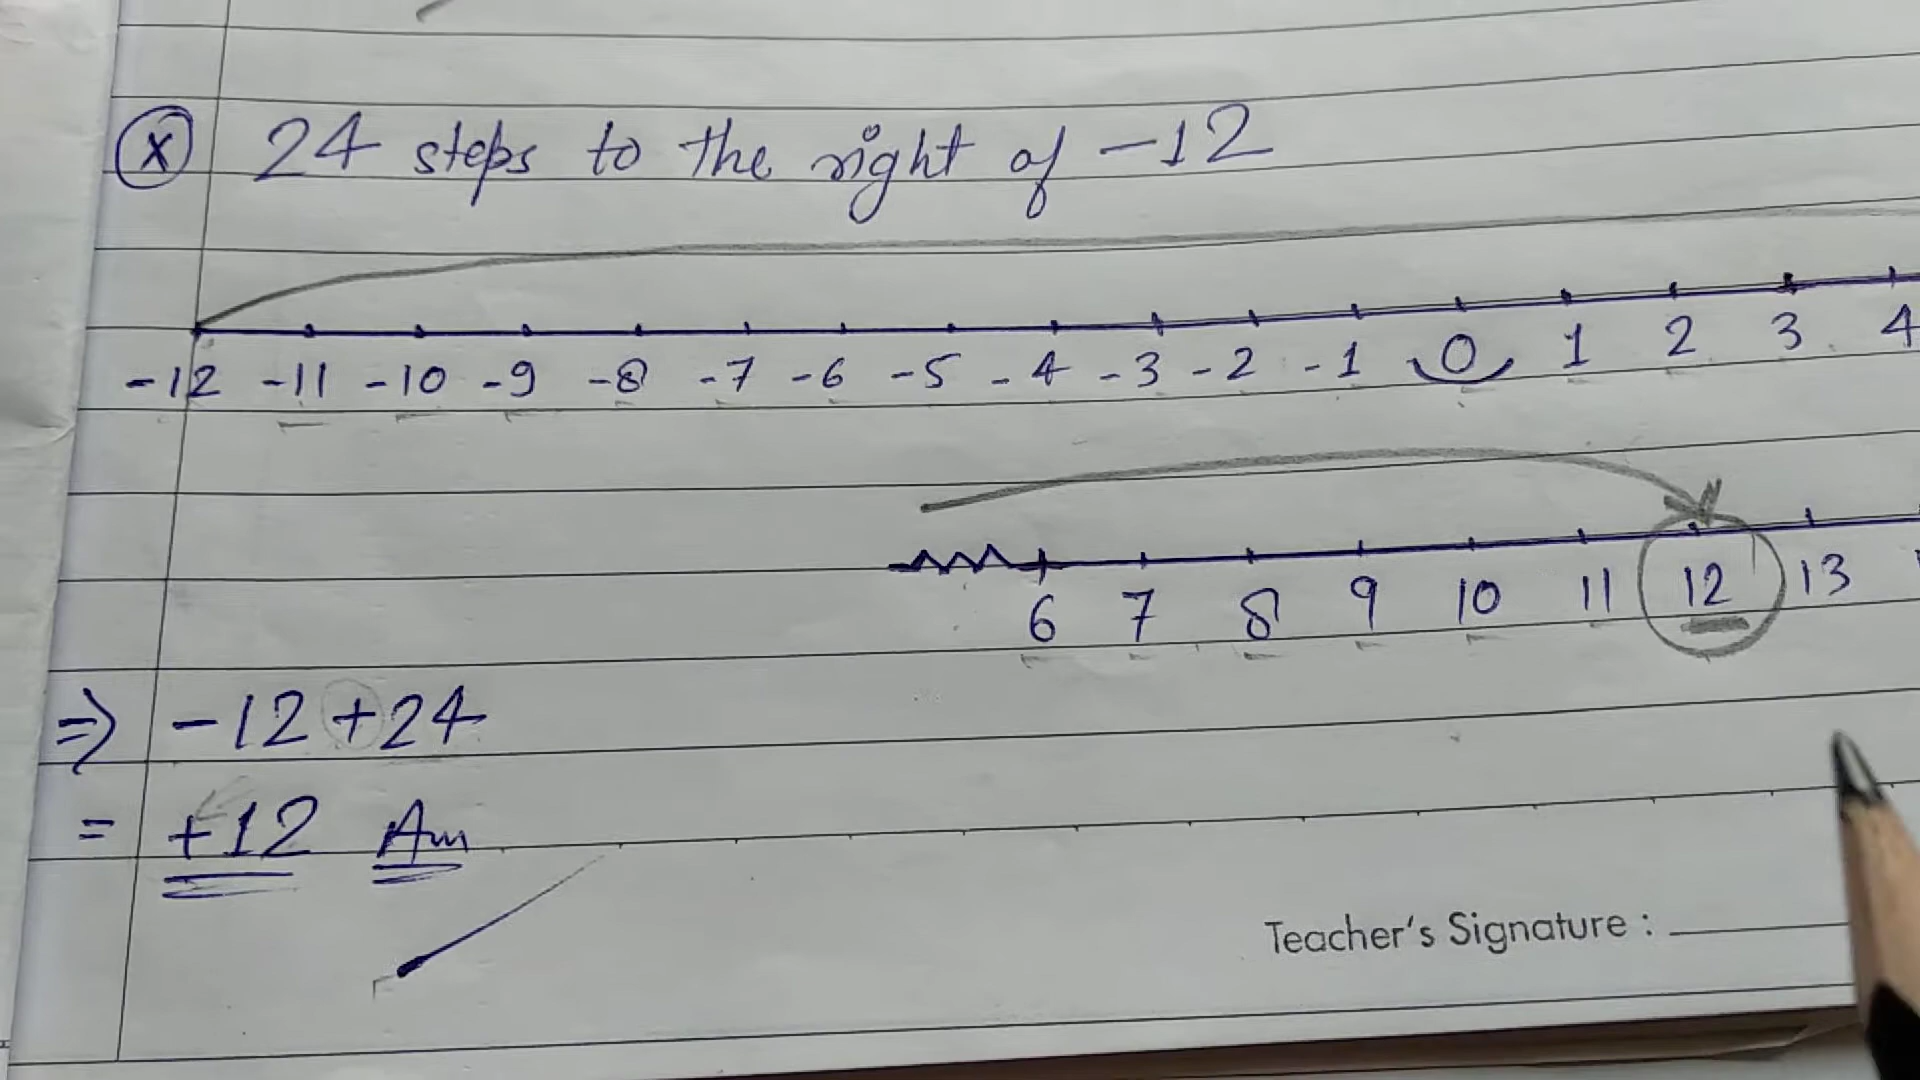 (x) 24 steps to the right of -12
-12 -11 -10 -9 -8 -7 -6 -5 -4 -3 -2 -1 0 1 2 3 4
6 7 8 9 10 11 12 13
⇒ -12 +24
= +12 Ans
Teacher's Signature :